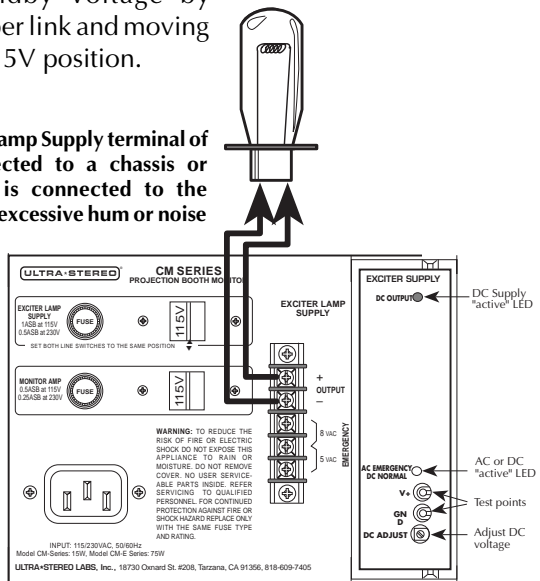 ndby voltage by
per link and moving
5V position.
amp Supply terminal of
ected to a chassis or
is connected to the
excessive hum or noise
ULTRA★STEREO
CM SERIES
PROJECTION BOOTH MONITO
EXCITER LAMP
SUPPLY
1ASB at 115V
0.5ASB at 230V
FUSE
115V
SET BOTH LINE SWITCHES TO THE SAME POSITION
MONITOR AMP
0.5ASB at 115V
0.25ASB at 230V
FUSE
115V
WARNING: TO REDUCE THE
RISK OF FIRE OR ELECTRIC
SHOCK DO NOT EXPOSE THIS
APPLIANCE TO RAIN OR
MOISTURE. DO NOT REMOVE
COVER. NO USER SERVICE-
ABLE PARTS INSIDE. REFER
SERVICING TO QUALIFIED
PERSONNEL. FOR CONTINUED
PROTECTION AGAINST FIRE OR
SHOCK HAZARD REPLACE ONLY
WITH THE SAME FUSE TYPE
AND RATING.
INPUT: 115/230VAC, 50/60Hz
Model CM-Series: 15W, Model CM-E Series: 75W
ULTRA★STEREO LABS, Inc., 18730 Oxnard St. #208, Tarzana, CA 91356, 818-609-7405
EXCITER LAMP
SUPPLY
+
OUTPUT
–
8 VAC
5 VAC
EMERGENCY
EXCITER SUPPLY
DC OUTPUT
DC Supply
"active" LED
AC EMERGENCY
DC NORMAL
AC or DC
"active" LED
V+
GN
D
Test points
DC ADJUST
Adjust DC
voltage